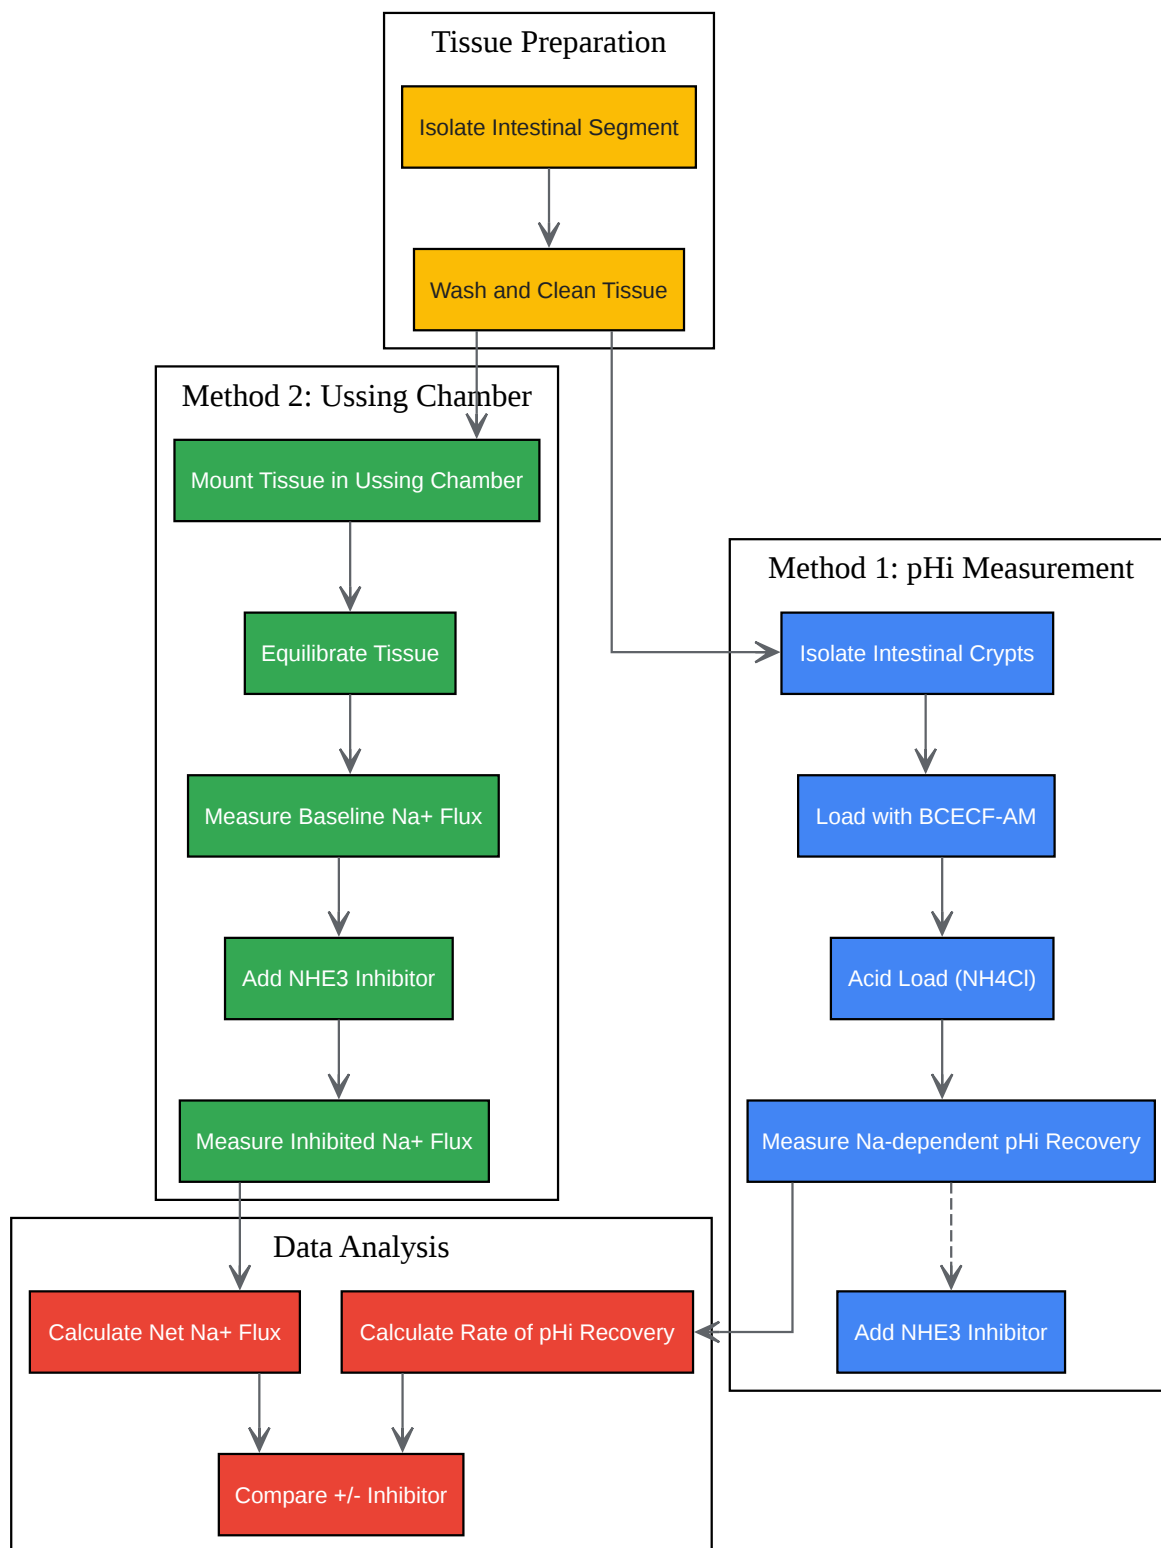 Tissue Preparation
Isolate Intestinal Segment
Wash and Clean Tissue
Method 2: Ussing Chamber
Mount Tissue in Ussing Chamber
Equilibrate Tissue
Measure Baseline Na+ Flux
Add NHE3 Inhibitor
Measure Inhibited Na+ Flux
Method 1: pHi Measurement
Isolate Intestinal Crypts
Load with BCECF-AM
Acid Load (NH4Cl)
Measure Na-dependent pHi Recovery
Add NHE3 Inhibitor
Data Analysis
Calculate Net Na+ Flux
Calculate Rate of pHi Recovery
Compare +/- Inhibitor